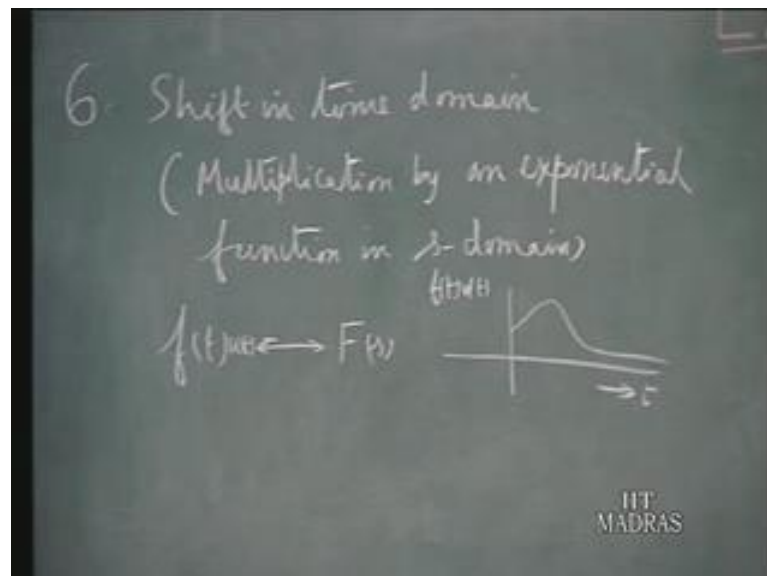 6. Shift in time domain
(Multiplication by an exponential
function in s-domain)
f(t)u(t)
f(t)u(t) ⟷ F(s)
→ t
IIT
MADRAS